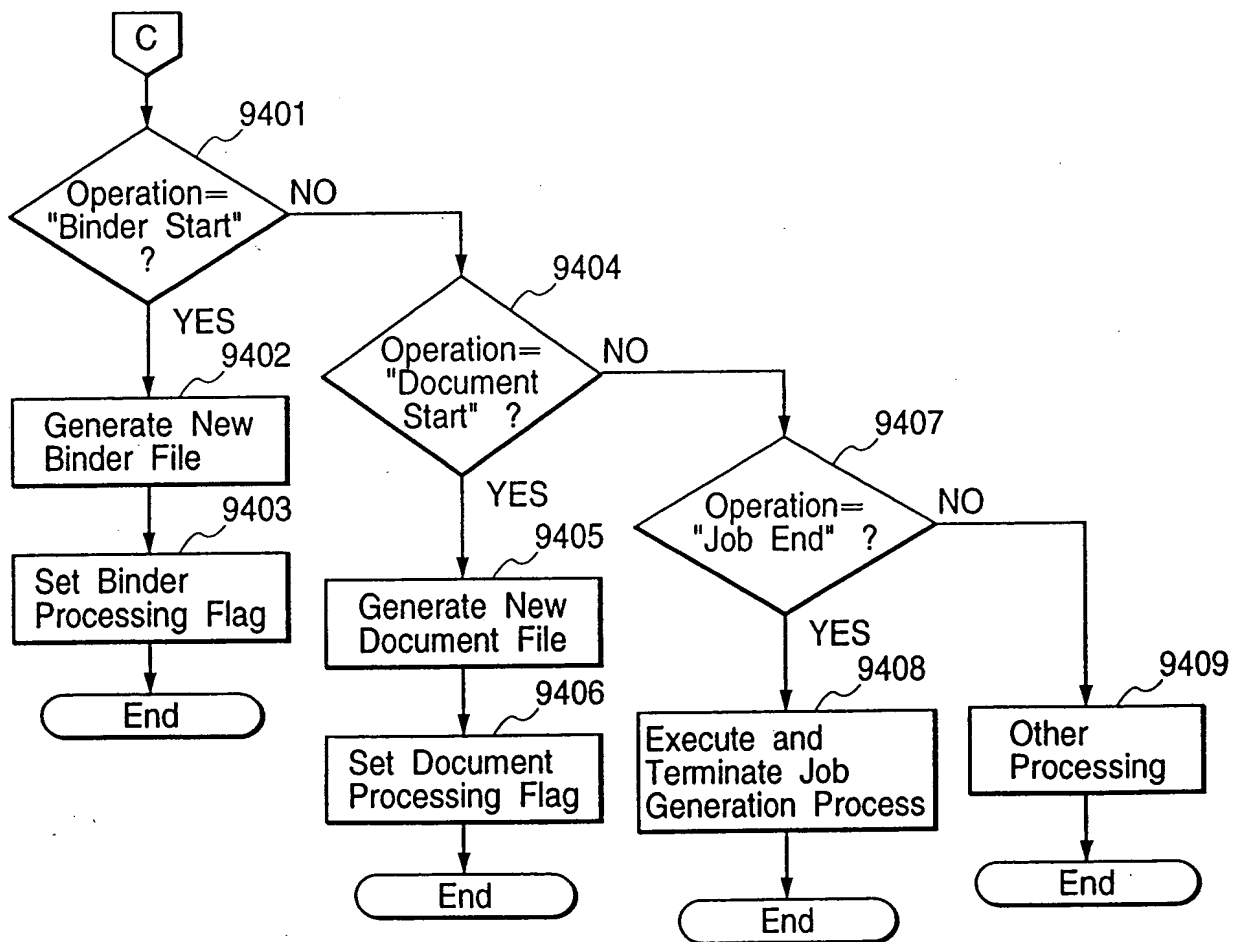 C
9401
Operation=
"Binder Start"
?
NO
YES
9402
Generate New
Binder File
9403
Set Binder
Processing Flag
End
9404
Operation=
"Document
Start" ?
NO
YES
9405
Generate New
Document File
9406
Set Document
Processing Flag
End
9407
Operation=
"Job End" ?
NO
YES
9408
Execute and
Terminate Job
Generation Process
End
9409
Other
Processing
End